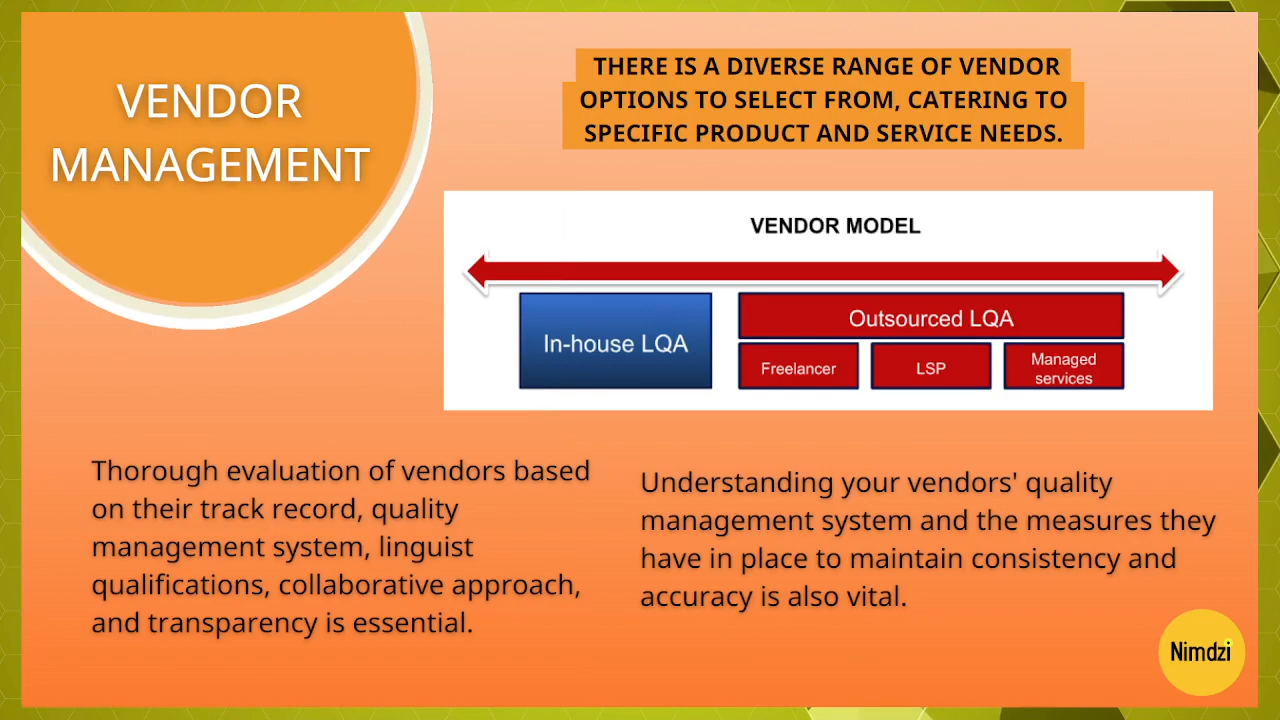 VENDOR
MANAGEMENT
THERE IS A DIVERSE RANGE OF VENDOR
OPTIONS TO SELECT FROM, CATERING TO
SPECIFIC PRODUCT AND SERVICE NEEDS.
VENDOR MODEL
In-house LQA
Outsourced LQA
Freelancer
LSP
Managed
services
Thorough evaluation of vendors based
on their track record, quality
management system, linguist
qualifications, collaborative approach,
and transparency is essential.
Understanding your vendors' quality
management system and the measures they
have in place to maintain consistency and
accuracy is also vital.
Nimdzi